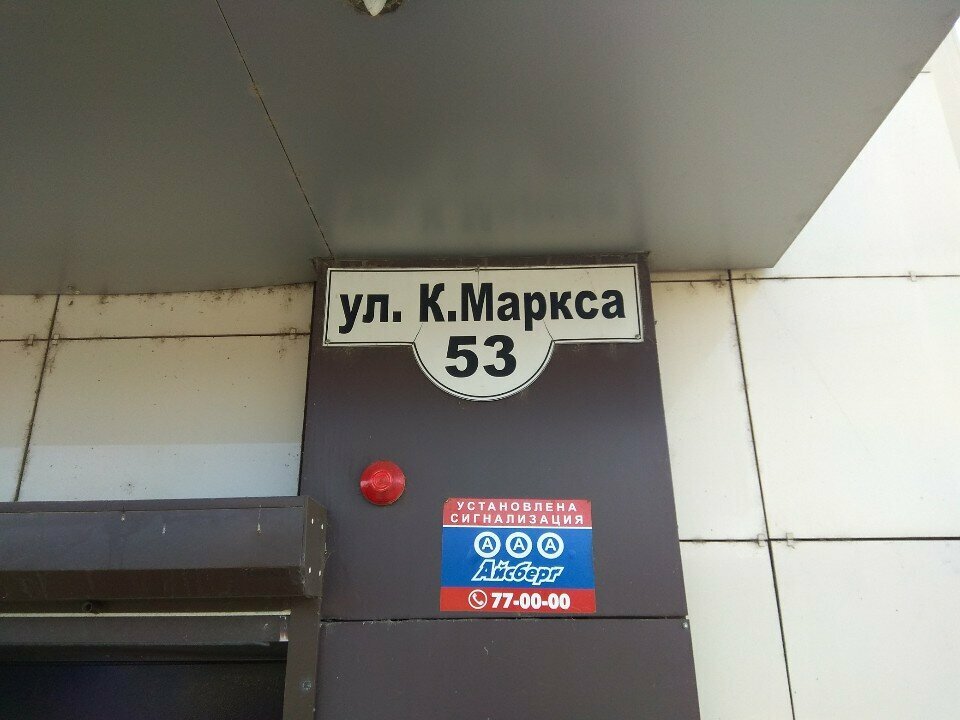 ул. К.Маркса
53
УСТАНОВЛЕНА
СИГНАЛИЗАЦИЯ
А А А
Айсберг
77-00-00